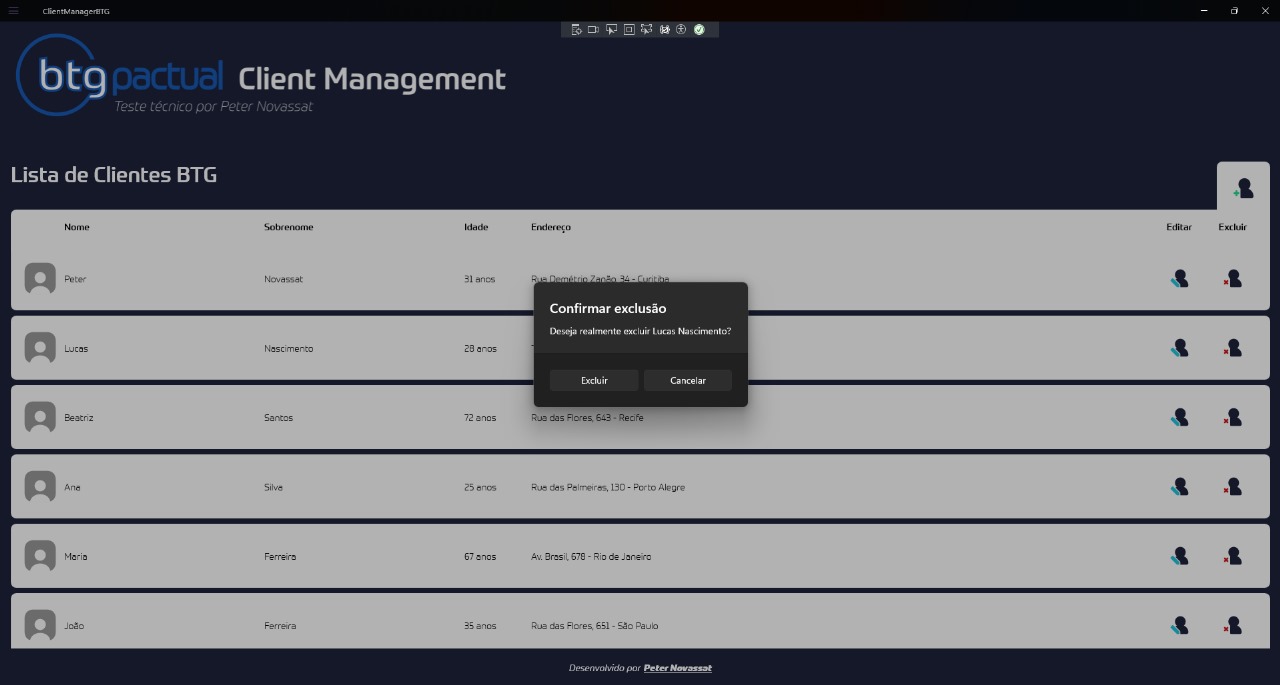 ClientManagerBTG
btg pactual Client Management
Teste técnico por Peter Novassat
Lista de Clientes BTG
Nome Sobrenome Idade Endereço Editar Excluir
Peter Novassat 31 anos Rua Demétrio Zanão, 34 - Curitiba
Confirmar exclusão
Deseja realmente excluir Lucas Nascimento?
Excluir Cancelar
Lucas Nascimento 28 anos
Beatriz Santos 72 anos Rua das Flores, 643 - Recife
Ana Silva 25 anos Rua das Palmeiras, 130 - Porto Alegre
Maria Ferreira 67 anos Av. Brasil, 678 - Rio de Janeiro
João Ferreira 35 anos Rua das Flores, 651 - São Paulo
Desenvolvido por Peter Novassat